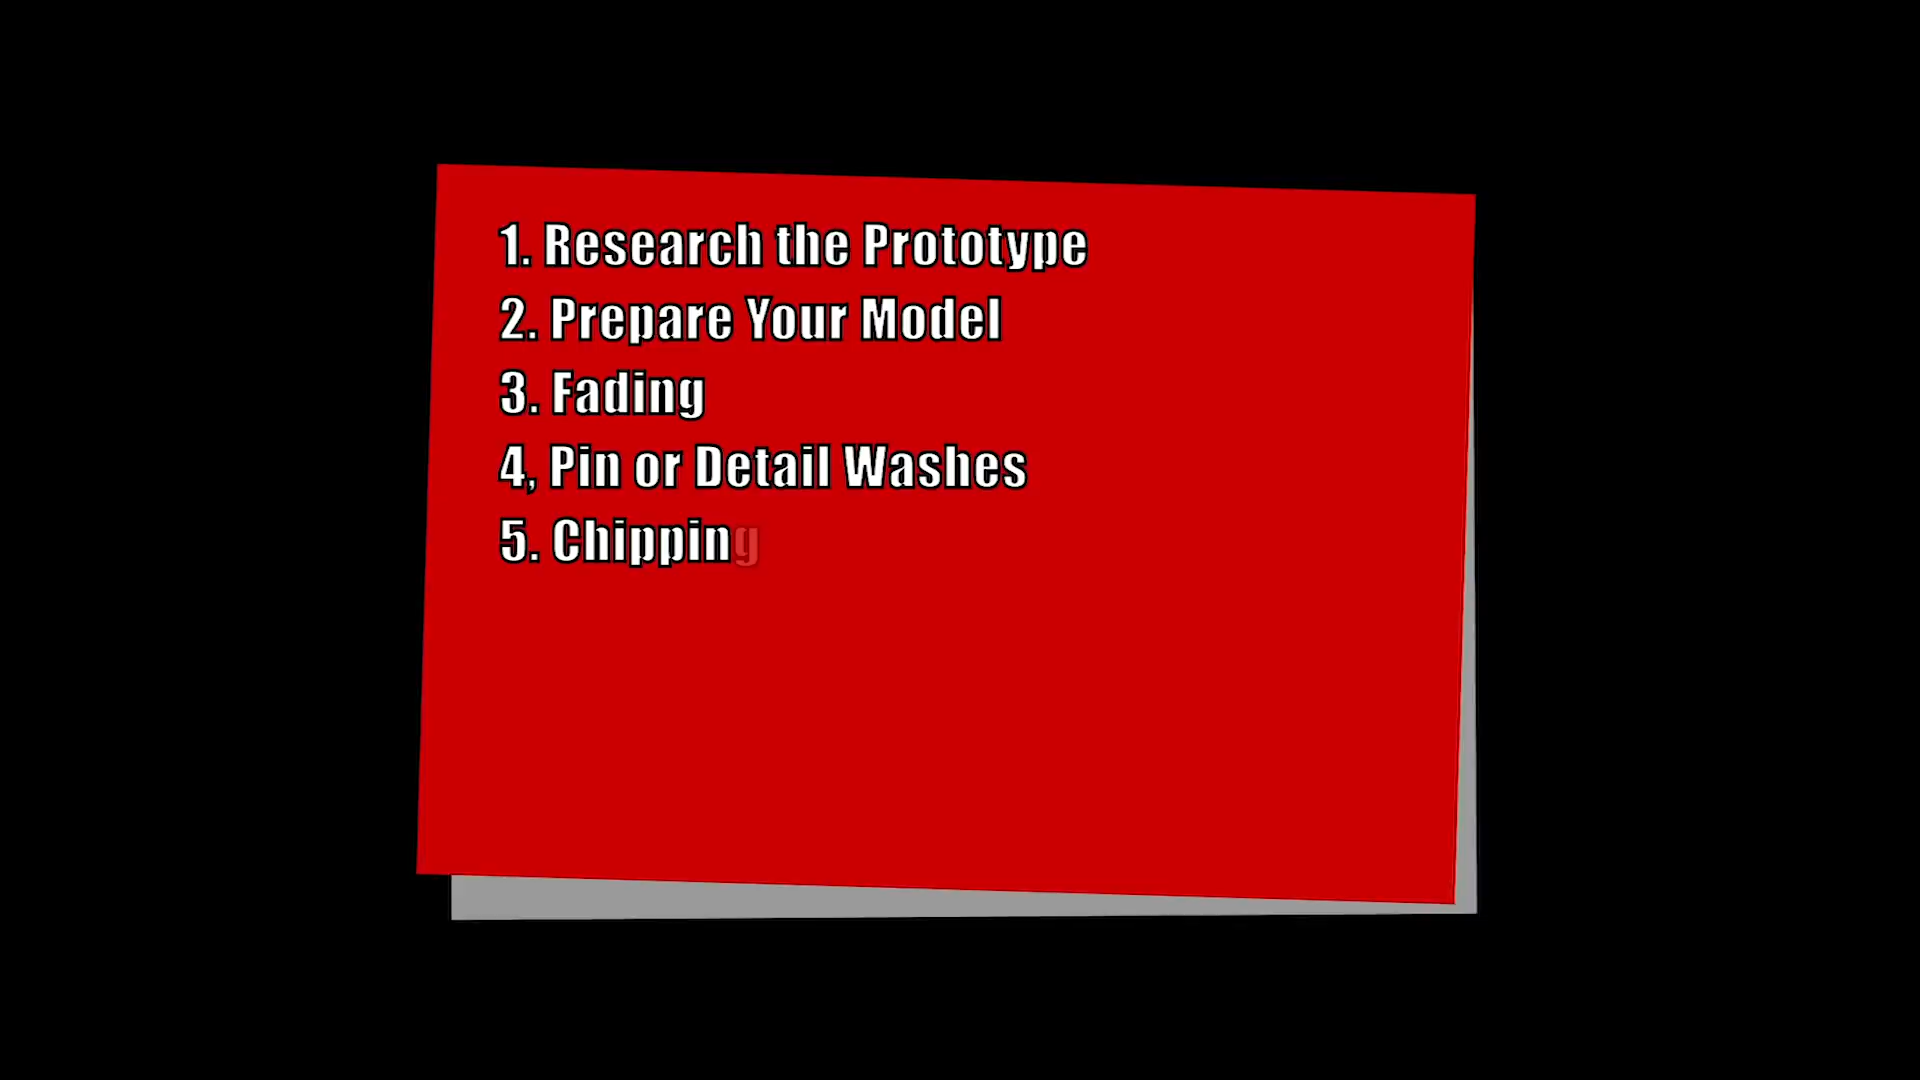 1. Research the Prototype
2. Prepare Your Model
3. Fading
4, Pin or Detail Washes
5. Chipping